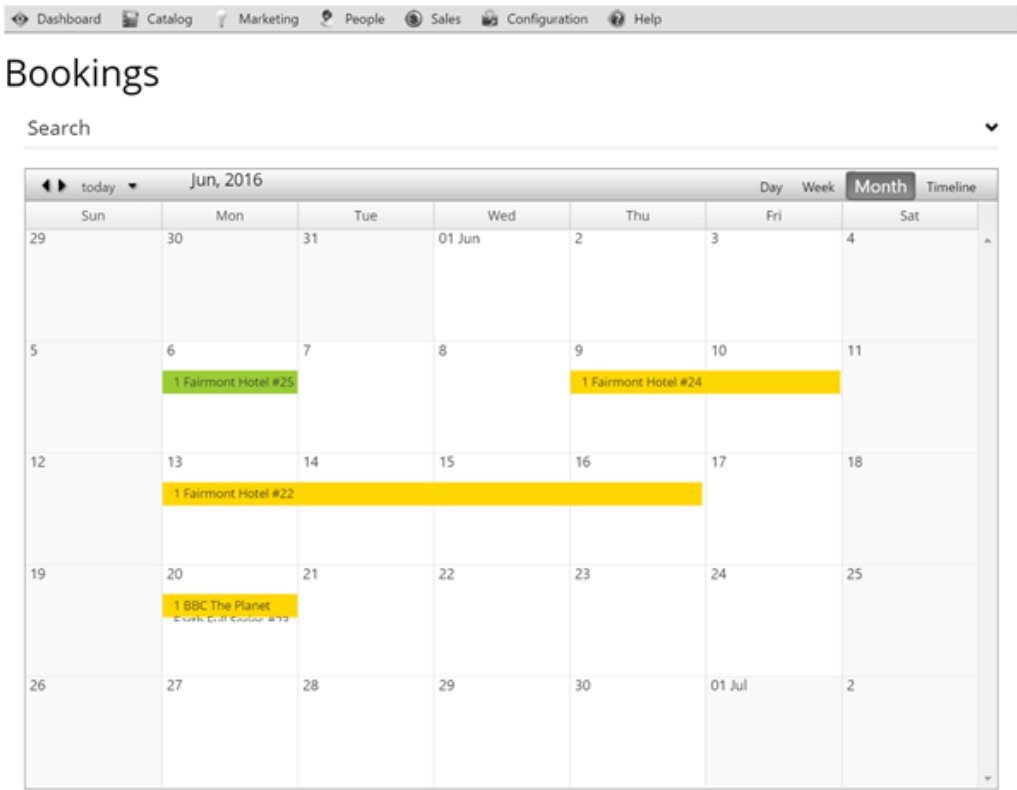 Dashboard Catalog Marketing People Sales Configuration Help
Bookings
Search
today Jun, 2016 Day Week Month Timeline
Sun Mon Tue Wed Thu Fri Sat
29 30 31 01 Jun 2 3 4
5 6 7 8 9 10 11
1 Fairmont Hotel #25 1 Fairmont Hotel #24
12 13 14 15 16 17 18
1 Fairmont Hotel #22
19 20 21 22 23 24 25
1 BBC The Planet
Earth Full Series #23
26 27 28 29 30 01 Jul 2